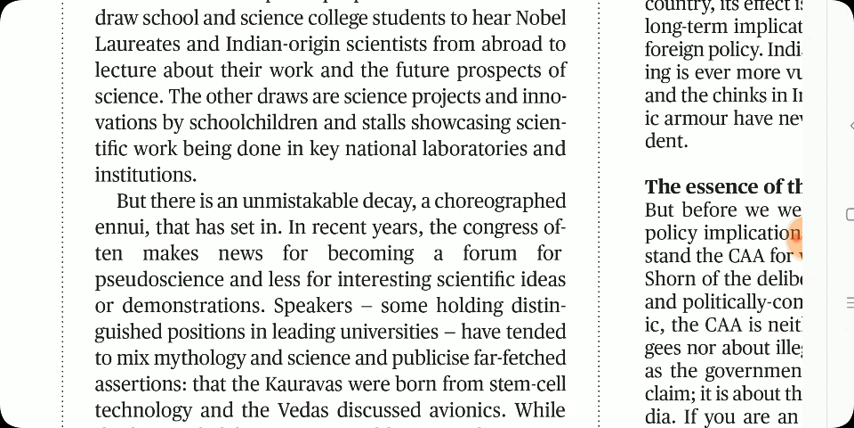 draw school and science college students to hear Nobel
Laureates and Indian-origin scientists from abroad to
lecture about their work and the future prospects of
science. The other draws are science projects and inno-
vations by schoolchildren and stalls showcasing scien-
tific work being done in key national laboratories and
institutions.
But there is an unmistakable decay, a choreographed
ennui, that has set in. In recent years, the congress of-
ten makes news for becoming a forum for
pseudoscience and less for interesting scientific ideas
or demonstrations. Speakers – some holding distin-
guished positions in leading universities – have tended
to mix mythology and science and publicise far-fetched
assertions: that the Kauravas were born from stem-cell
technology and the Vedas discussed avionics. While
country, its effect
long-term implicat
foreign policy. Indi
ing is ever more vu
and the chinks in
ic armour have
dent.
The essence of
But before we we
policy implication
stand the CAA for
Shorn of the delib
and politically-con
ic, the CAA is neit
gees nor about ille
as the governmen
claim; it is about th
dia. If you are an